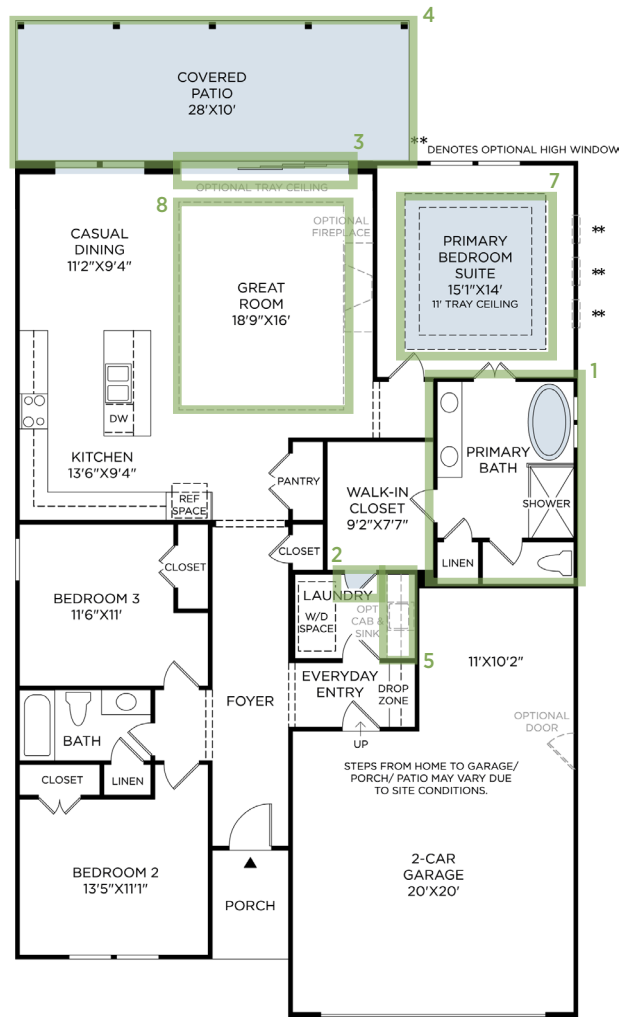 4
COVERED
PATIO
28'X10'
**DENOTES OPTIONAL HIGH WINDOW
3
OPTIONAL TRAY CEILING
7
8
OPTIONAL
FIREPLACE
CASUAL
DINING
11'2"X9'4"
PRIMARY
BEDROOM
SUITE
15'1"X14'
11' TRAY CEILING
**
**
**
GREAT
ROOM
18'9"X16'
1
DW
KITCHEN
13'6"X9'4"
PRIMARY
BATH
PANTRY
REF
SPACE
WALK-IN
CLOSET
9'2"X7'7"
SHOWER
CLOSET
CLOSET
LINEN
2
LAUNDRY
W/D
SPACE
OPT
CAB &
SINK
BEDROOM 3
11'6"X11'
5
11'X10'2"
EVERYDAY
ENTRY
DROP
ZONE
FOYER
OPTIONAL
DOOR
BATH
UP
STEPS FROM HOME TO GARAGE/
PORCH/ PATIO MAY VARY DUE
TO SITE CONDITIONS.
CLOSET
LINEN
BEDROOM 2
13'5"X11'1"
2-CAR
GARAGE
20'X20'
PORCH